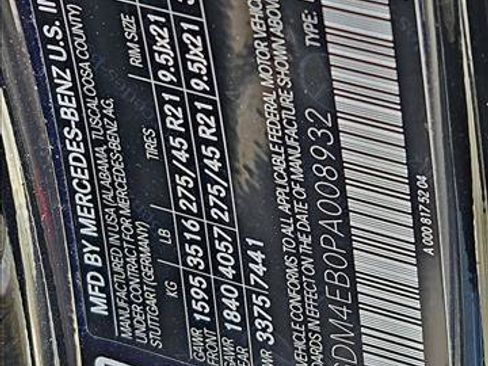 MFD BY MERCEDES-BENZ U.S. IN
MANUFACTURED IN USA (ALABAMA, TUSCALOOSA COUNTY)
UNDER CONTRACT FOR MERCEDES-BENZ AG,
STUTTGART/GERMANY
KG LB TIRES RIM SIZE
GAWR FRONT 1595 3516 275/45 R21 9.5Jx21
GAWR REAR 1840 4057 275/45 R21 9.5Jx21
GVWR 3375 7441
VEHICLE CONFORMS TO ALL APPLICABLE FEDERAL MOTOR VEHICL
DARDS IN EFFECT ON THE DATE OF MANUFACTURE SHOWN ABOV
SDM4EB0PA008932 TYPE:
A 000 817 52 04